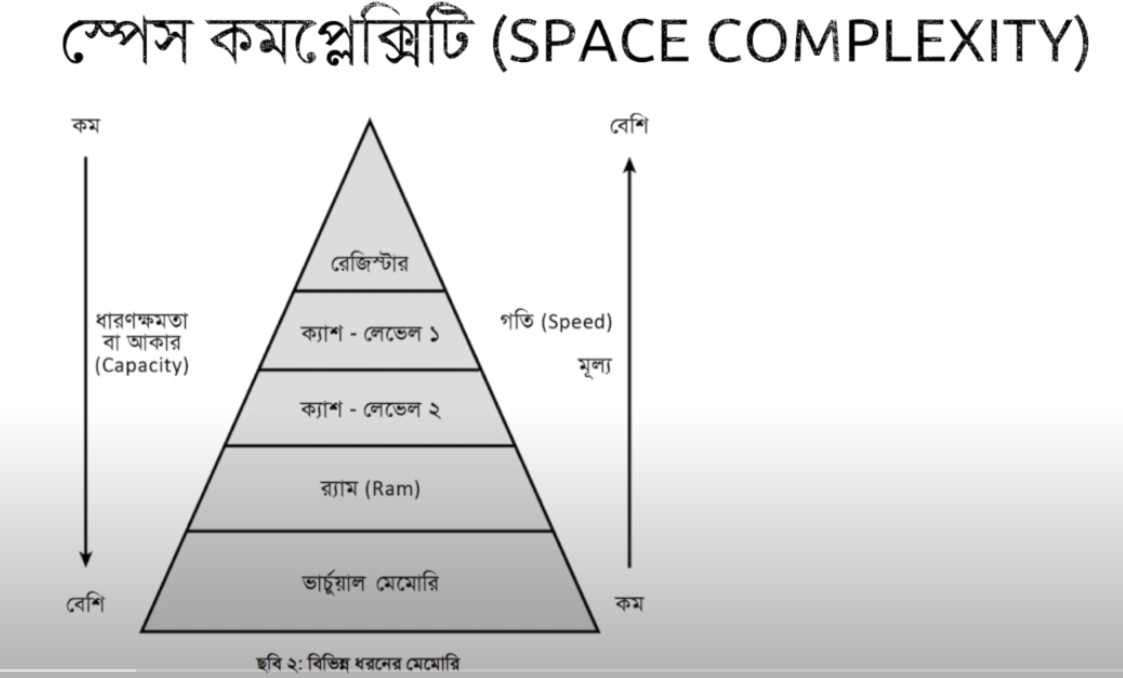 স্পেস কমপ্লেক্সিটি (SPACE COMPLEXITY)
কম
বেশি
রেজিস্টার
ধারণক্ষমতা
বা আকার
(Capacity)
ক্যাশ - লেভেল ১
গতি (Speed)
মূল্য
ক্যাশ - লেভেল ২
র‍্যাম (Ram)
ভার্চুয়াল মেমোরি
বেশি
কম
ছবি ২: বিভিন্ন ধরনের মেমোরি